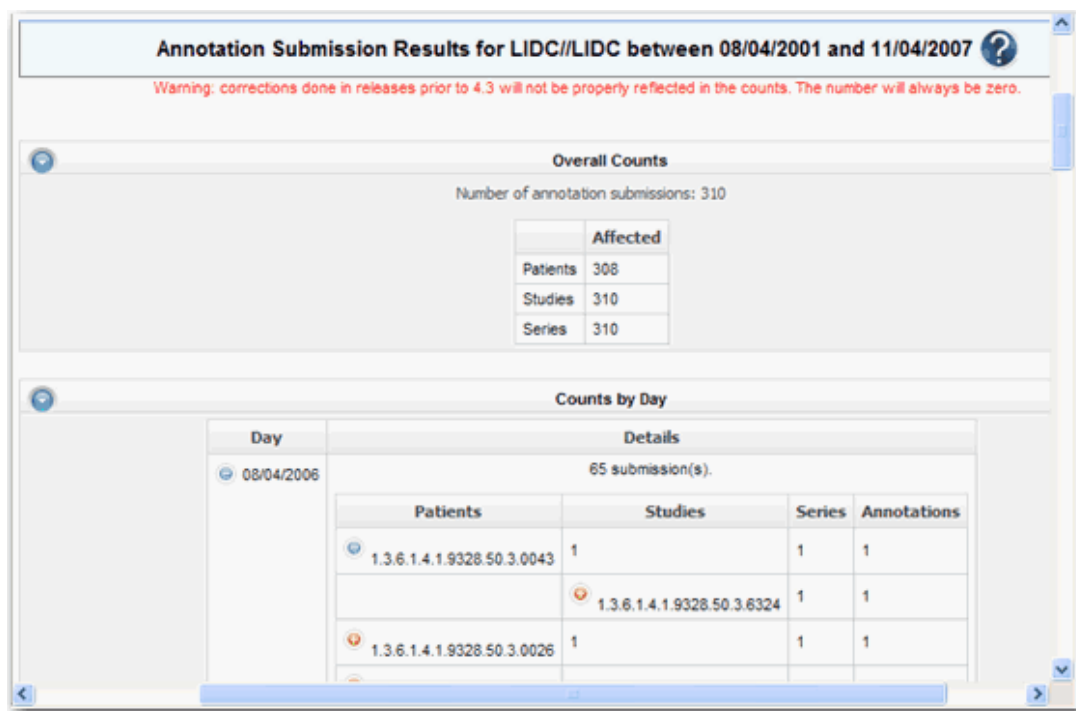 Annotation Submission Results for LIDC//LIDC between 08/04/2001 and 11/04/2007 ?
Warning: corrections done in releases prior to 4.3 will not be properly reflected in the counts. The number will always be zero.
Overall Counts
Number of annotation submissions: 310
Affected
Patients 308
Studies 310
Series 310
Counts by Day
Day Details
08/04/2006 65 submission(s).
Patients Studies Series Annotations
1.3.6.1.4.1.9328.50.3.0043 1 1 1
1.3.6.1.4.1.9328.50.3.6324 1 1
1.3.6.1.4.1.9328.50.3.0026 1 1 1